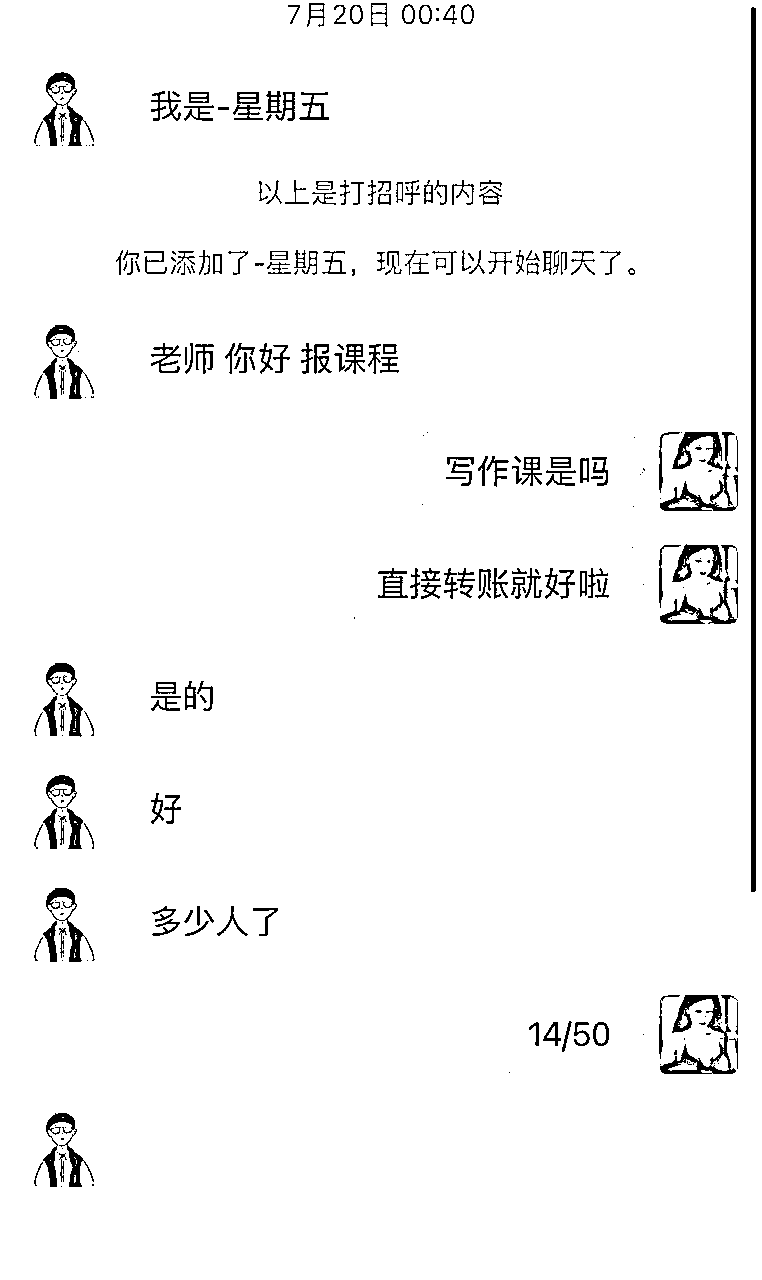 7月20日 00:40
我是-星期五
以上是打招呼的内容
你已添加了-星期五，现在可以开始聊天了。
老师 你好 报课程
写作课是吗
直接转账就好啦
是的
好
多少人了
14/50